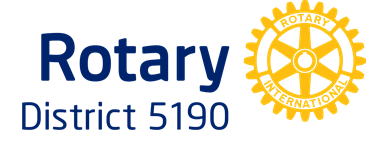 Rotary
District 5190
ROTARY
INTERNATIONAL